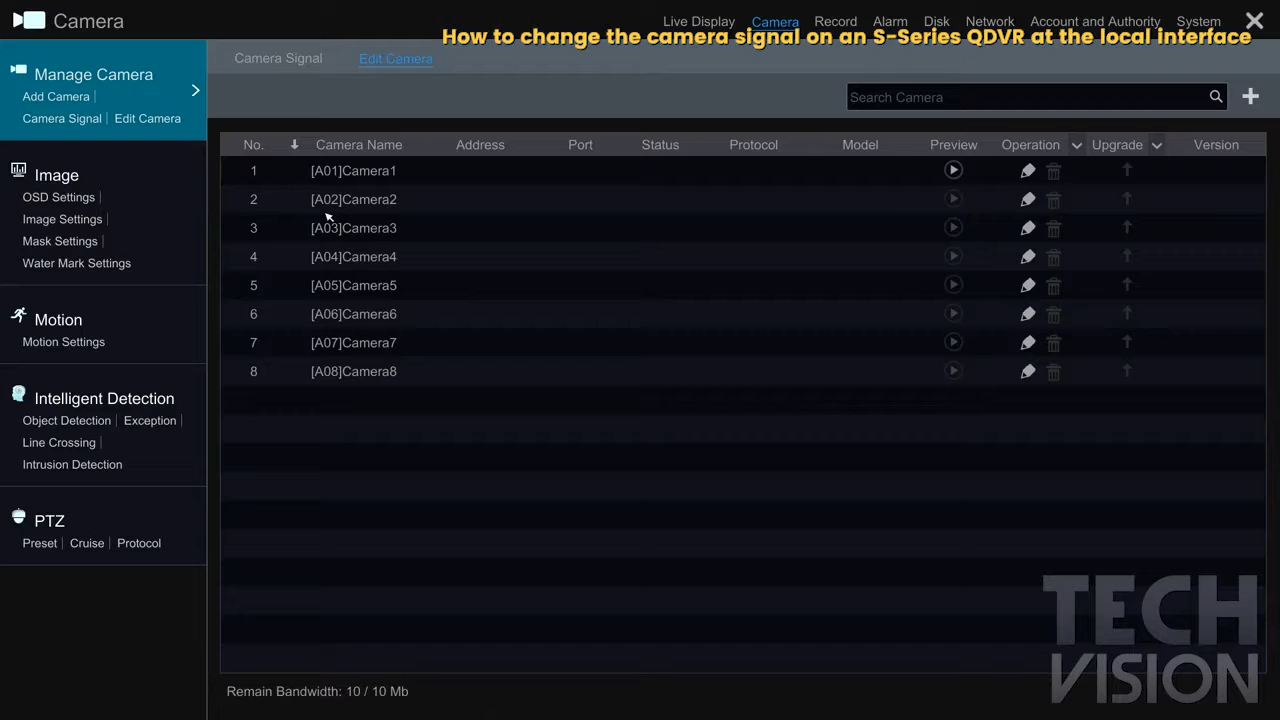 Camera
Live Display Camera Record Alarm Disk Network Account and Authority System
How to change the camera signal on an S-Series QDVR at the local interface
Manage Camera
Add Camera
Camera Signal Edit Camera
Image
OSD Settings
Image Settings
Mask Settings
Water Mark Settings
Motion
Motion Settings
Intelligent Detection
Object Detection Exception
Line Crossing
Intrusion Detection
PTZ
Preset Cruise Protocol
Camera Signal Edit Camera
Search Camera
No. Camera Name Address Port Status Protocol Model Preview Operation Upgrade Version
1 [A01]Camera1
2 [A02]Camera2
3 [A03]Camera3
4 [A04]Camera4
5 [A05]Camera5
6 [A06]Camera6
7 [A07]Camera7
8 [A08]Camera8
Remain Bandwidth: 10 / 10 Mb
TECH
VISION